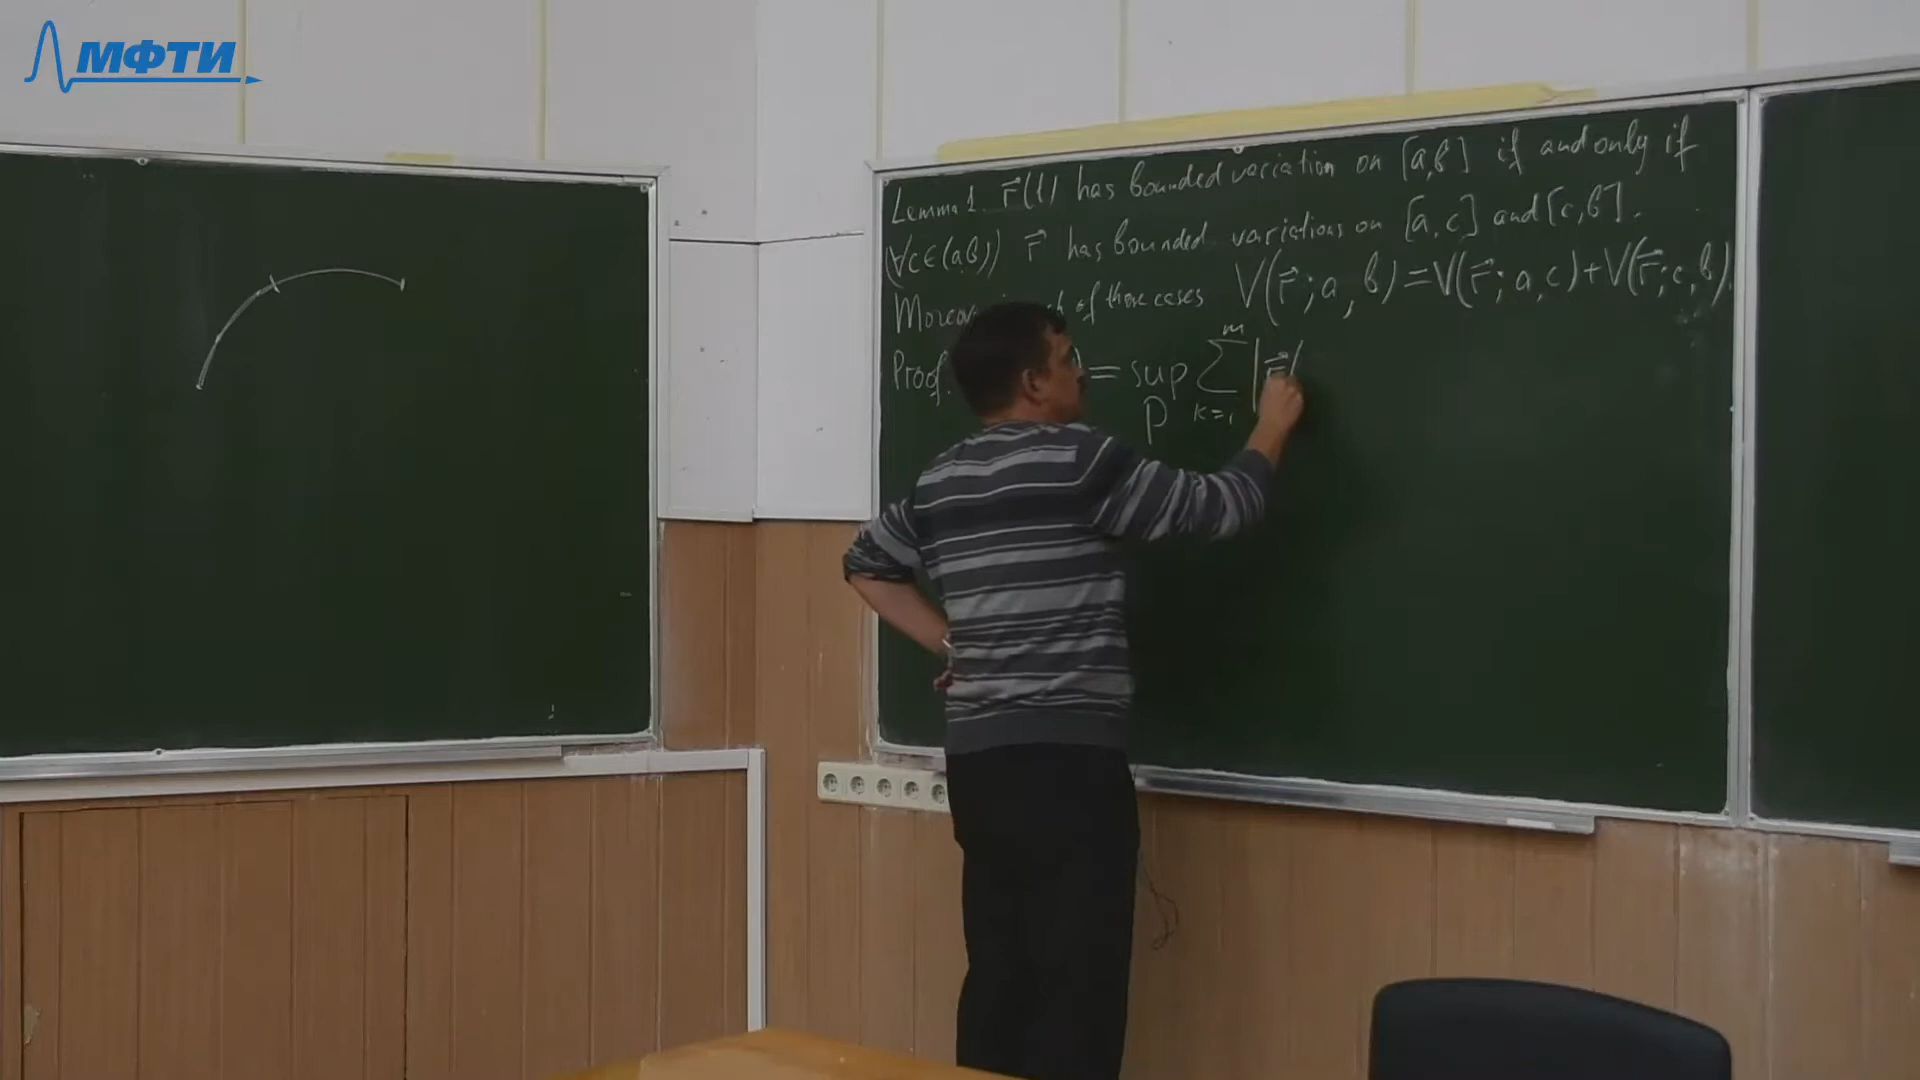 МФТИ
Lemma 1. r⃗(t) has bounded variation on [a,b] if and only if
(∀c∈(a,b)) r⃗ has bounded variations on [a,c] and [c,b].
of these cases V(r⃗;a,b)=V(r⃗;a,c)+V(r⃗;c,b).
Proof. = sup_P ∑_{k=1}^{m} |r⃗(